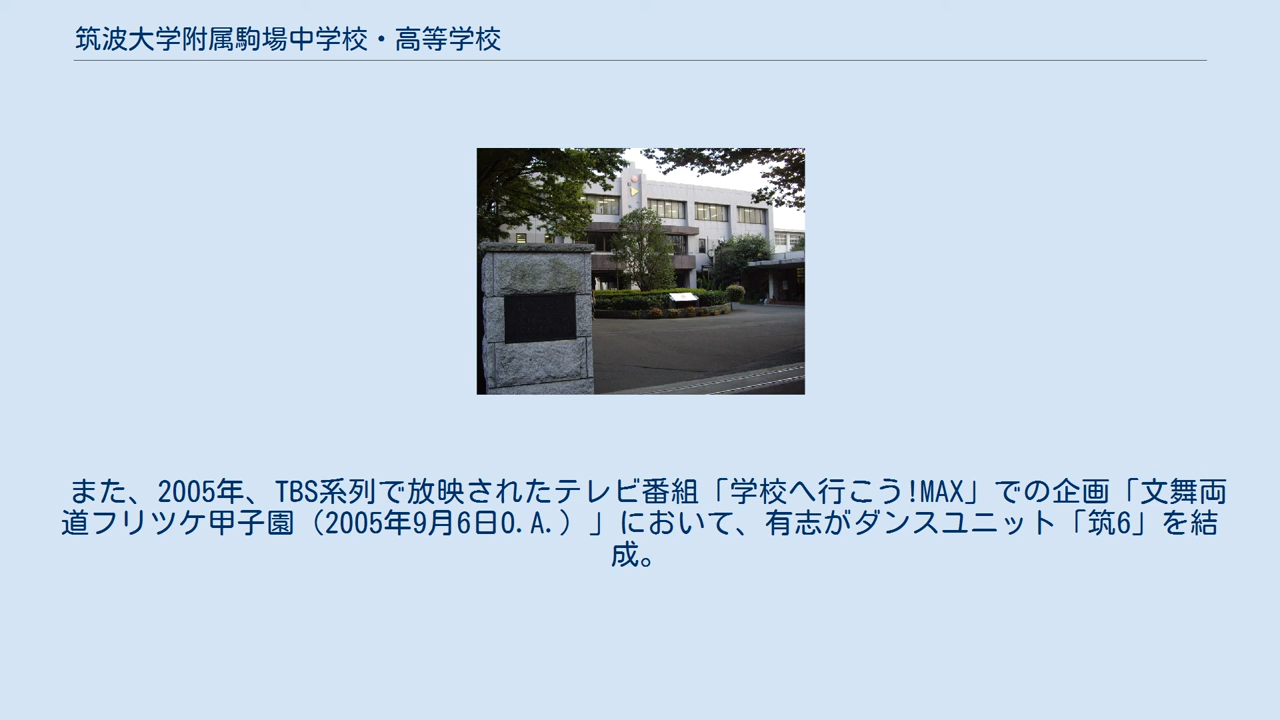 筑波大学附属駒場中学校・高等学校
また、2005年、TBS系列で放映されたテレビ番組「学校へ行こう!MAX」での企画「文舞両
道フリツケ甲子園（2005年9月6日O.A.）」において、有志がダンスユニット「筑6」を結
成。